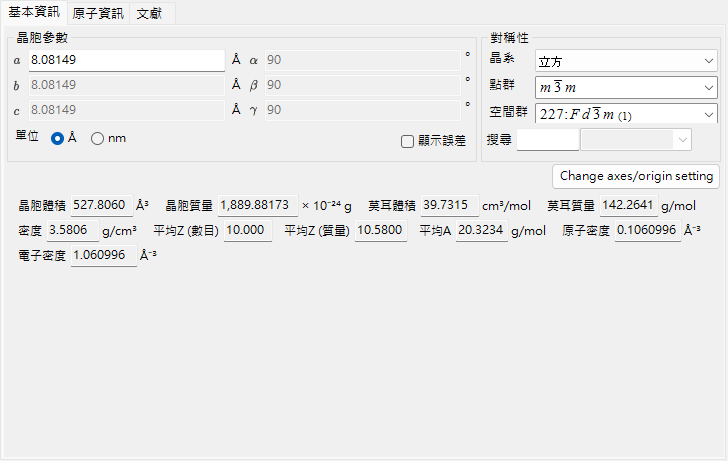 基本資訊 原子資訊 文獻
晶胞參數 對稱性
a 8.08149 Å α 90 °
b 8.08149 Å β 90 °
c 8.08149 Å γ 90 °
單位 Å nm 顯示誤差
晶系 立方
點群 m 3̅ m
空間群 227: F d 3̅ m (1)
搜尋
Change axes/origin setting
晶胞體積 527.8060 Å³ 晶胞質量 1,889.88173 × 10⁻²⁴ g 莫耳體積 39.7315 cm³/mol 莫耳質量 142.2641 g/mol
密度 3.5806 g/cm³ 平均Z (數目) 10.000 平均Z (質量) 10.5800 平均A 20.3234 g/mol 原子密度 0.1060996 Å⁻³
電子密度 1.060996 Å⁻³